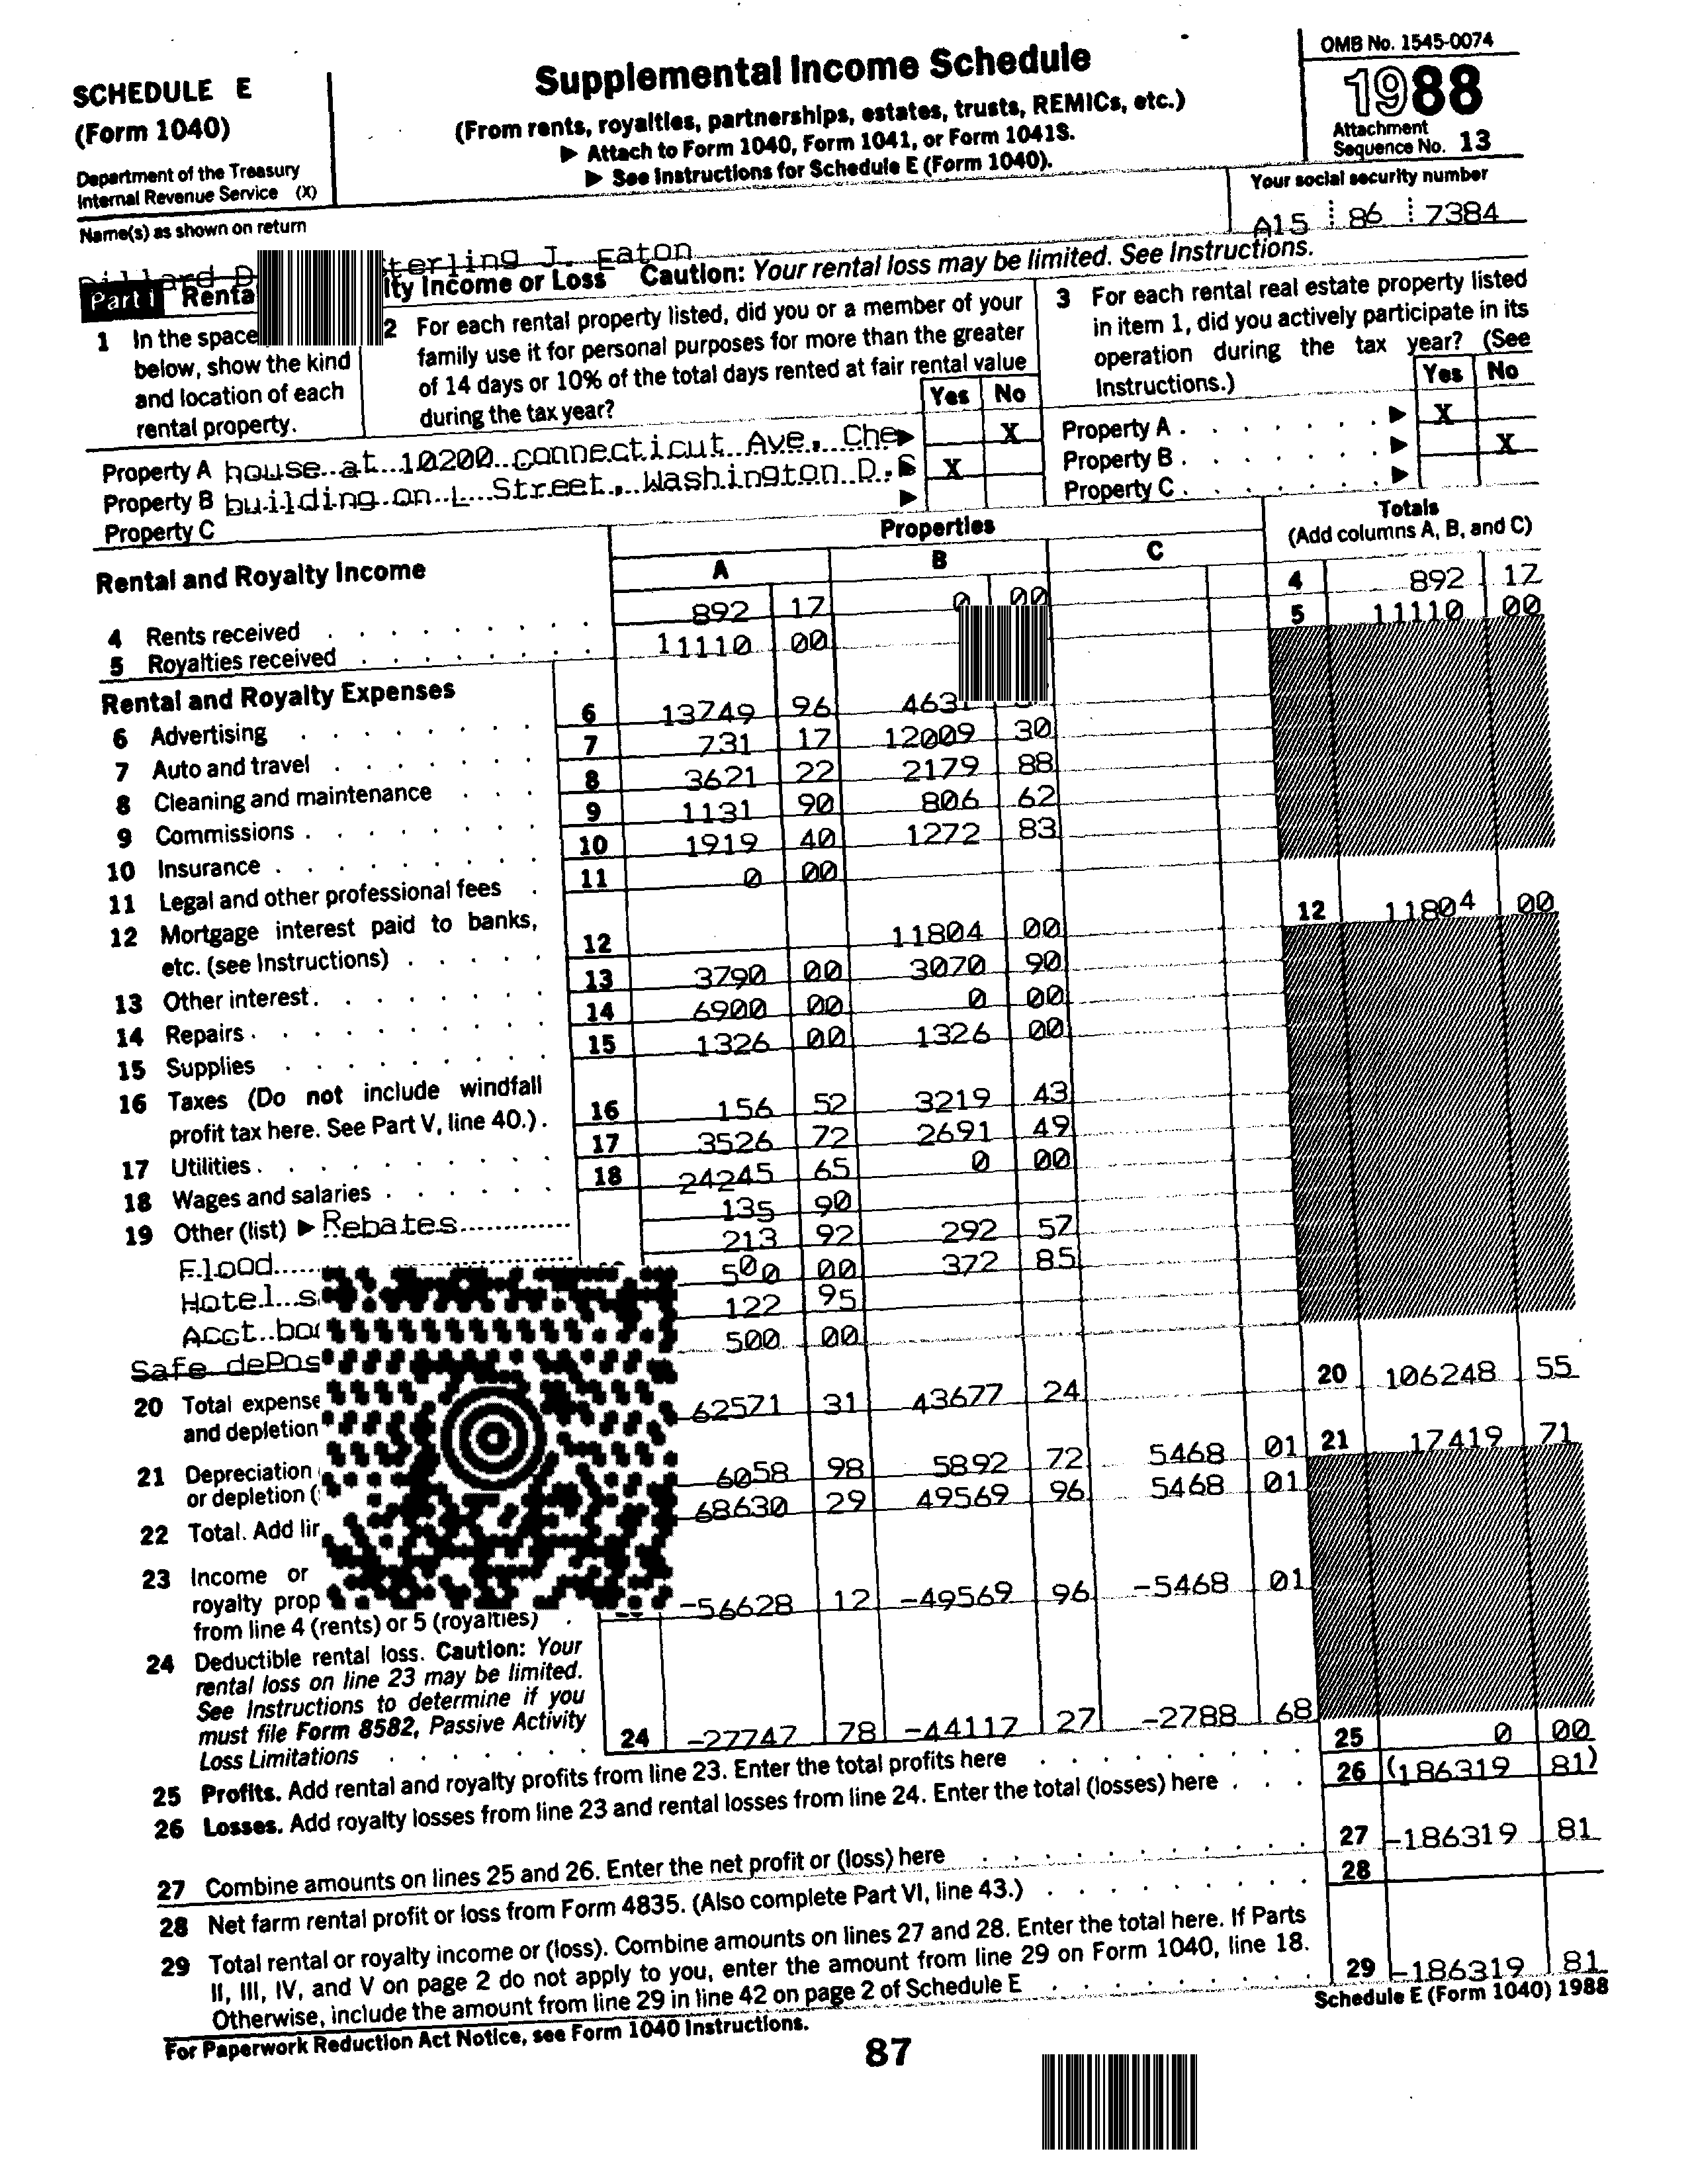 SCHEDULE E
(Form 1040)
Department of the Treasury
Internal Revenue Service (X)
Supplemental Income Schedule
(From rents, royalties, partnerships, estates, trusts, REMICs, etc.)
▶ Attach to Form 1040, Form 1041, or Form 1041S.
▶ See Instructions for Schedule E (Form 1040).
OMB No. 1545-0074
1988
Attachment
Sequence No. 13
Name(s) as shown on return
Your social security number
A15 86 7384
Sterling J. Eaton
Part I Renta ity Income or Loss Caution: Your rental loss may be limited. See Instructions.
1 In the space
below, show the kind
and location of each
rental property.
2 For each rental property listed, did you or a member of your
family use it for personal purposes for more than the greater
of 14 days or 10% of the total days rented at fair rental value
during the tax year?
Yes No
3 For each rental real estate property listed
in item 1, did you actively participate in its
operation during the tax year? (See
Instructions.)
Yes No
Property A house at 10200 connecticut Ave., Che ▶ X
Property B building on L Street, Washington D. ▶ X
Property C ▶
Property A . . . . . . . ▶ X
Property B . . . . . . . ▶ X
Property C . . . . . . . ▶
Rental and Royalty Income
Properties
A B C
Totals
(Add columns A, B, and C)
4 Rents received 892 17 0 00 4 892 17
5 Royalties received 11110 00 5 11110 00
Rental and Royalty Expenses
6 Advertising 6 13749 96 463
7 Auto and travel 7 731 17 12009 30
8 Cleaning and maintenance 8 3621 22 2179 88
9 Commissions 9 1131 90 806 62
10 Insurance 10 1919 40 1272 83
11 Legal and other professional fees 11 0 00
12 Mortgage interest paid to banks,
etc. (see Instructions) 12 11804 00 12 11804 00
13 Other interest 13 3790 00 3070 90
14 Repairs 14 6900 00 0 00
15 Supplies 15 1326 00 1326 00
16 Taxes (Do not include windfall
profit tax here. See Part V, line 40.) 16 156 52 3219 43
17 Utilities 17 3526 72 2691 49
18 Wages and salaries 18 24245 65 0 00
19 Other (list) ▶ Rebates 135 90
Flood 213 92 292 57
Hotel s 500 00 372 85
Acct. bo 122 95
Safe dePos 500 00
20 Total expense
and depletion 62571 31 43677 24 20 106248 55
21 Depreciation
or depletion ( 6058 98 5892 72 5468 01 21 17419 71
22 Total. Add lin 68630 29 49569 96 5468 01
23 Income or
royalty prop
from line 4 (rents) or 5 (royalties) -56628 12 -49569 96 -5468 01
24 Deductible rental loss. Caution: Your
rental loss on line 23 may be limited.
See Instructions to determine if you
must file Form 8582, Passive Activity
Loss Limitations 24 -27747 78 -44117 27 -2788 68
25 Profits. Add rental and royalty profits from line 23. Enter the total profits here 25 0 00
26 Losses. Add royalty losses from line 23 and rental losses from line 24. Enter the total (losses) here 26 (186319 81)
27 Combine amounts on lines 25 and 26. Enter the net profit or (loss) here 27 -186319 81
28 Net farm rental profit or loss from Form 4835. (Also complete Part VI, line 43.) 28
29 Total rental or royalty income or (loss). Combine amounts on lines 27 and 28. Enter the total here. If Parts
II, III, IV, and V on page 2 do not apply to you, enter the amount from line 29 on Form 1040, line 18.
Otherwise, include the amount from line 29 in line 42 on page 2 of Schedule E 29 -186319 81
For Paperwork Reduction Act Notice, see Form 1040 Instructions.
Schedule E (Form 1040) 1988
87